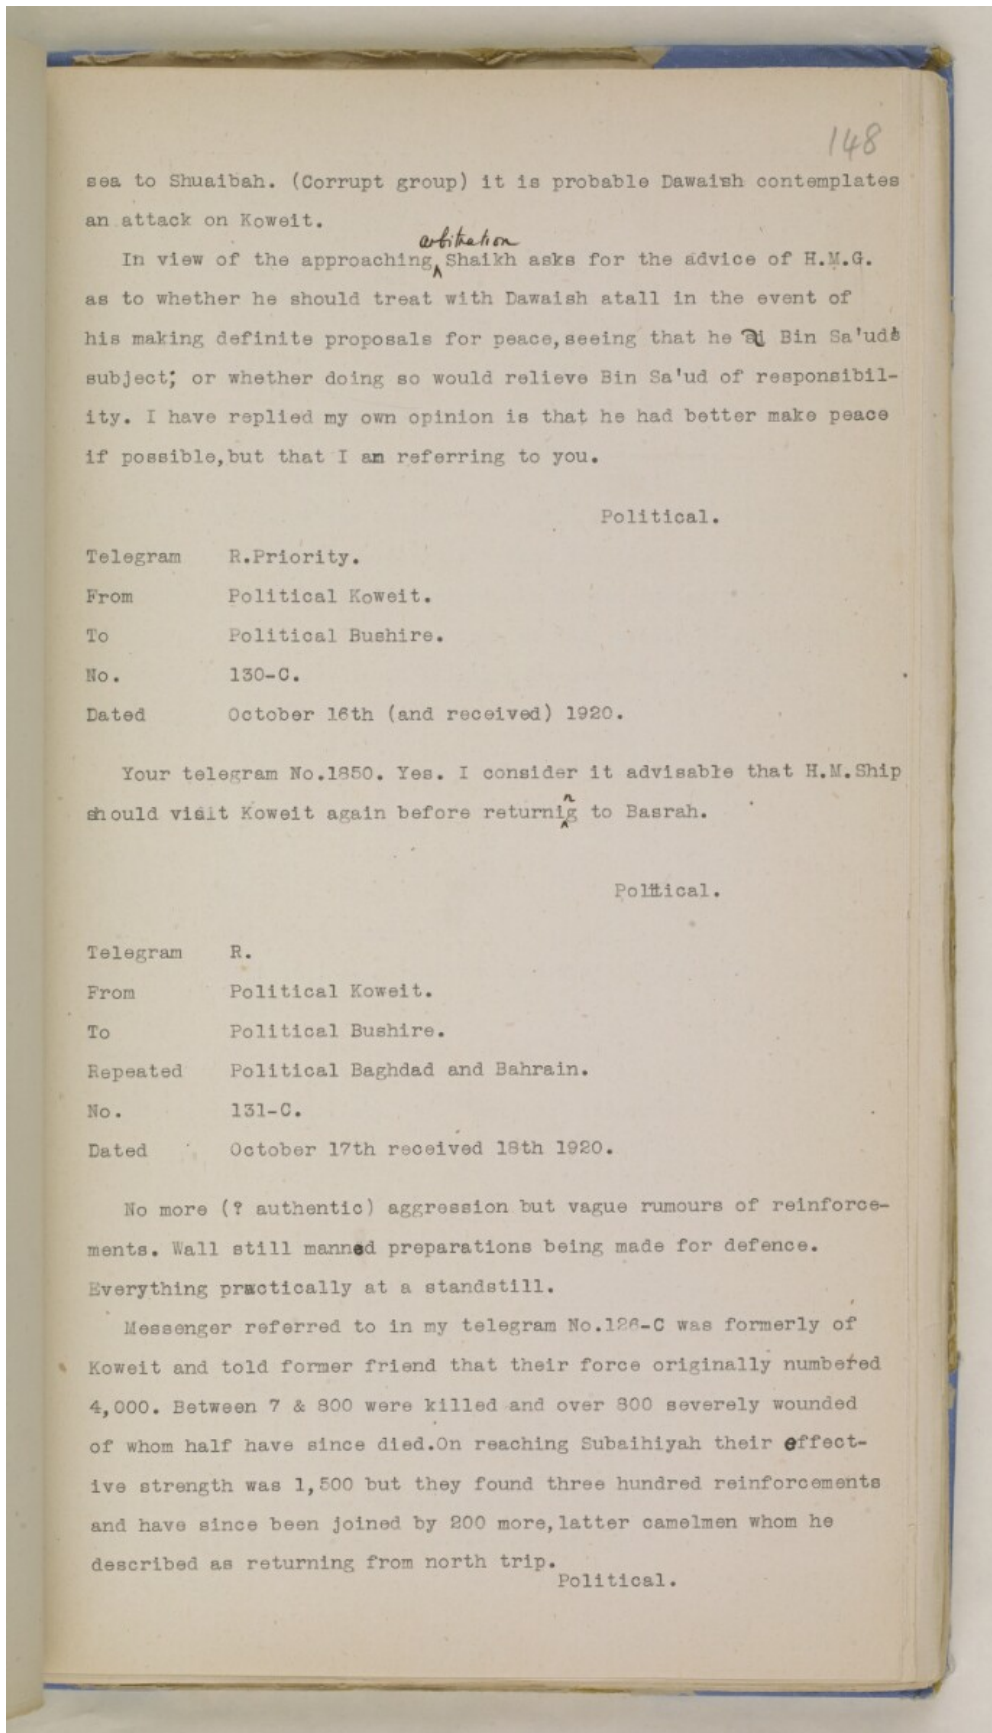 148
sea to Shuaibah. (Corrupt group) it is probable Dawaish contemplates
an attack on Koweit.
arbitration
In view of the approaching Shaikh asks for the advice of H.M.G.
as to whether he should treat with Dawaish atall in the event of
his making definite proposals for peace,seeing that he Bin Sa'uds
subject; or whether doing so would relieve Bin Sa'ud of responsibil-
ity. I have replied my own opinion is that he had better make peace
if possible,but that I am referring to you.
Political.
Telegram R.Priority.
From Political Koweit.
To Political Bushire.
No. 130-C.
Dated October 16th (and received) 1920.
Your telegram No.1850. Yes. I consider it advisable that H.M.Ship
should visit Koweit again before returning to Basrah.
Political.
Telegram R.
From Political Koweit.
To Political Bushire.
Repeated Political Baghdad and Bahrain.
No. 131-C.
Dated October 17th received 18th 1920.
No more (? authentic) aggression but vague rumours of reinforce-
ments. Wall still manned preparations being made for defence.
Everything practically at a standstill.
Messenger referred to in my telegram was formerly of
Koweit and told former friend that their force originally numbered
4,000. Between 7 & 800 were killed and over 800 severely wounded
of whom half have since died.On reaching Subaihiyah their effect-
ive strength was 1,500 but they found three hundred reinforcements
and have since been joined by 200 more,latter camelmen whom he
described as returning from north trip.
Political.